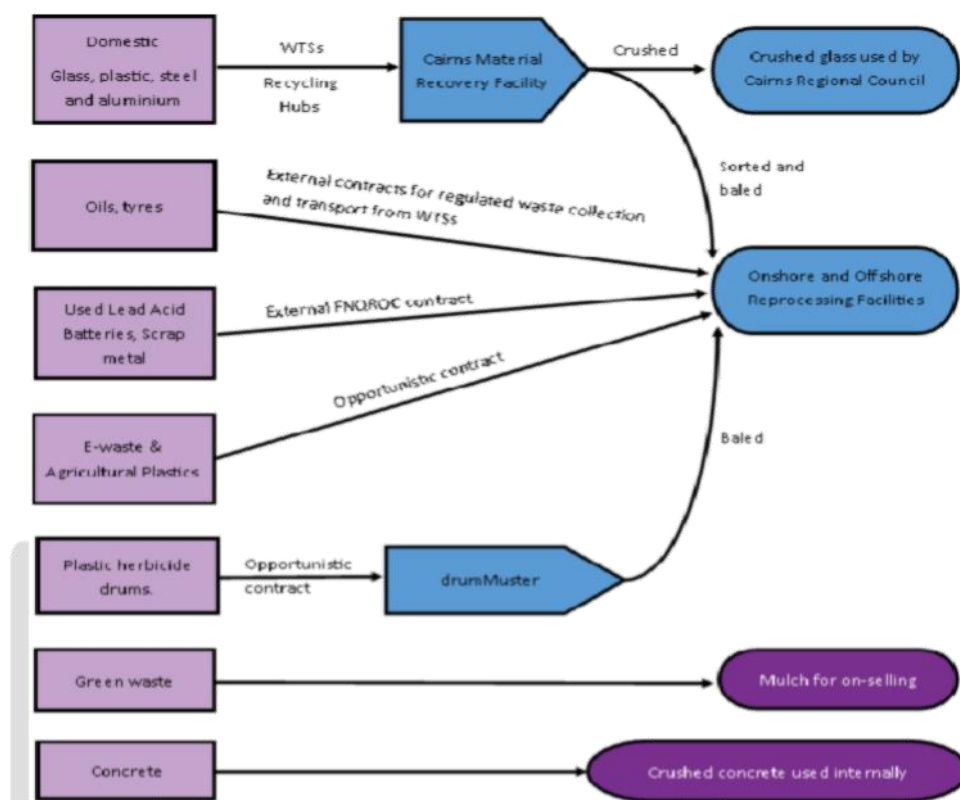 Domestic
Glass, plastic, steel
and aluminium
WTSs
Recycling
Hubs
Cairns Material
Recovery Facility
Crushed
Crushed glass used by
Cairns Regional Council
Sorted and
baled
Oils, tyres
External contracts for regulated waste collection
and transport from WTSs
Onshore and Offshore
Reprocessing Facilities
Used Lead Acid
Batteries, Scrap
metal
External FNQROC contract
E-waste &
Agricultural Plastics
Opportunistic contract
Baled
Plastic herbicide
drums.
Opportunistic
contract
drumMuster
Green waste
Mulch for on-selling
Concrete
Crushed concrete used internally